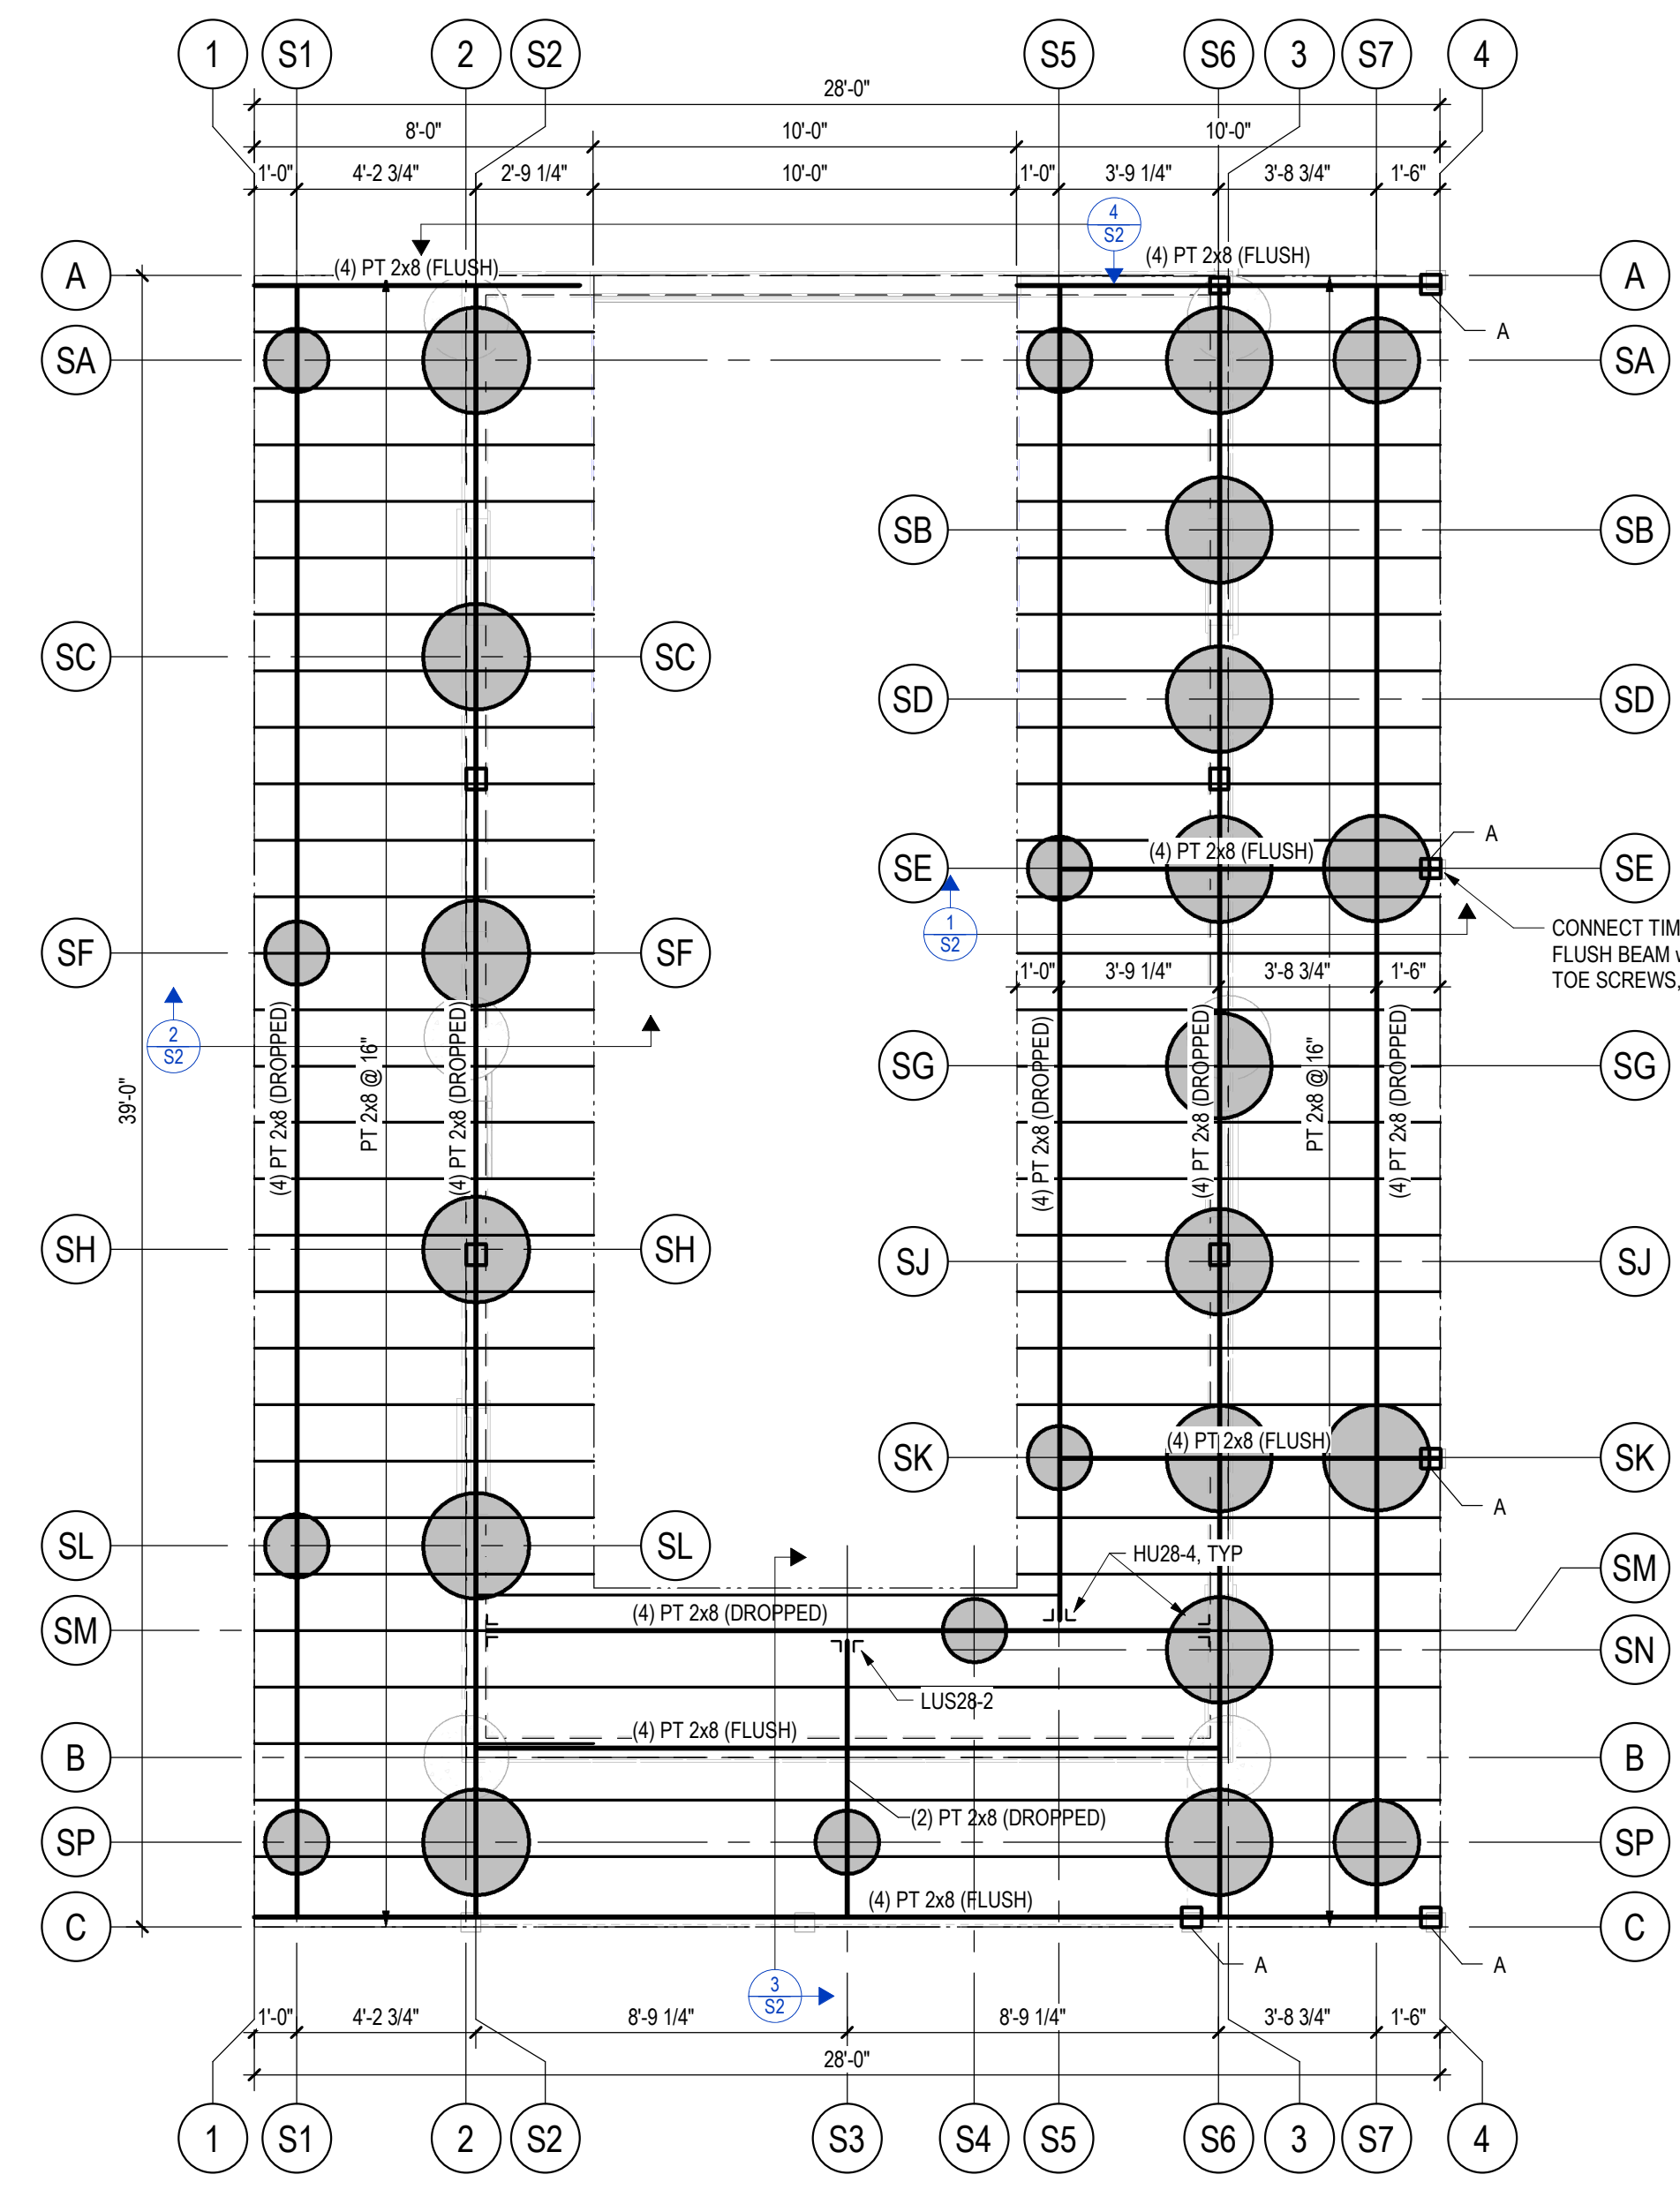 1 S1 2 S2 S5 S6 3 S7 4
28'-0"
8'-0" 10'-0" 10'-0"
1'-0" 4'-2 3/4" 2'-9 1/4" 10'-0" 1'-0" 3'-9 1/4" 3'-8 3/4" 1'-6"
4
S2
(4) PT 2x8 (FLUSH) (4) PT 2x8 (FLUSH)
A A
A
SA SA
SB SB
SC SC
SD SD
A
(4) PT 2x8 (FLUSH)
SE SE
1
S2
CONNECT TIM
FLUSH BEAM
TOE SCREWS,
SF SF
1'-0" 3'-9 1/4" 3'-8 3/4" 1'-6"
2
S2
39'-0"
(4) PT 2x8 (DROPPED)
PT 2x8 @ 16"
(4) PT 2x8 (DROPPED)
(4) PT 2x8 (DROPPED)
(4) PT 2x8 (DROPPED)
PT 2x8 @ 16"
(4) PT 2x8 (DROPPED)
SG SG
SH SH
SJ SJ
(4) PT 2x8 (FLUSH)
SK SK
A
SL SL
HU28-4, TYP
SM
(4) PT 2x8 (DROPPED)
SM
SN
LUS28-2
(4) PT 2x8 (FLUSH)
B B
(2) PT 2x8 (DROPPED)
SP SP
(4) PT 2x8 (FLUSH)
C C
A A
3
S2
1'-0" 4'-2 3/4" 8'-9 1/4" 8'-9 1/4" 3'-8 3/4" 1'-6"
28'-0"
1 S1 2 S2 S3 S4 S5 S6 3 S7 4